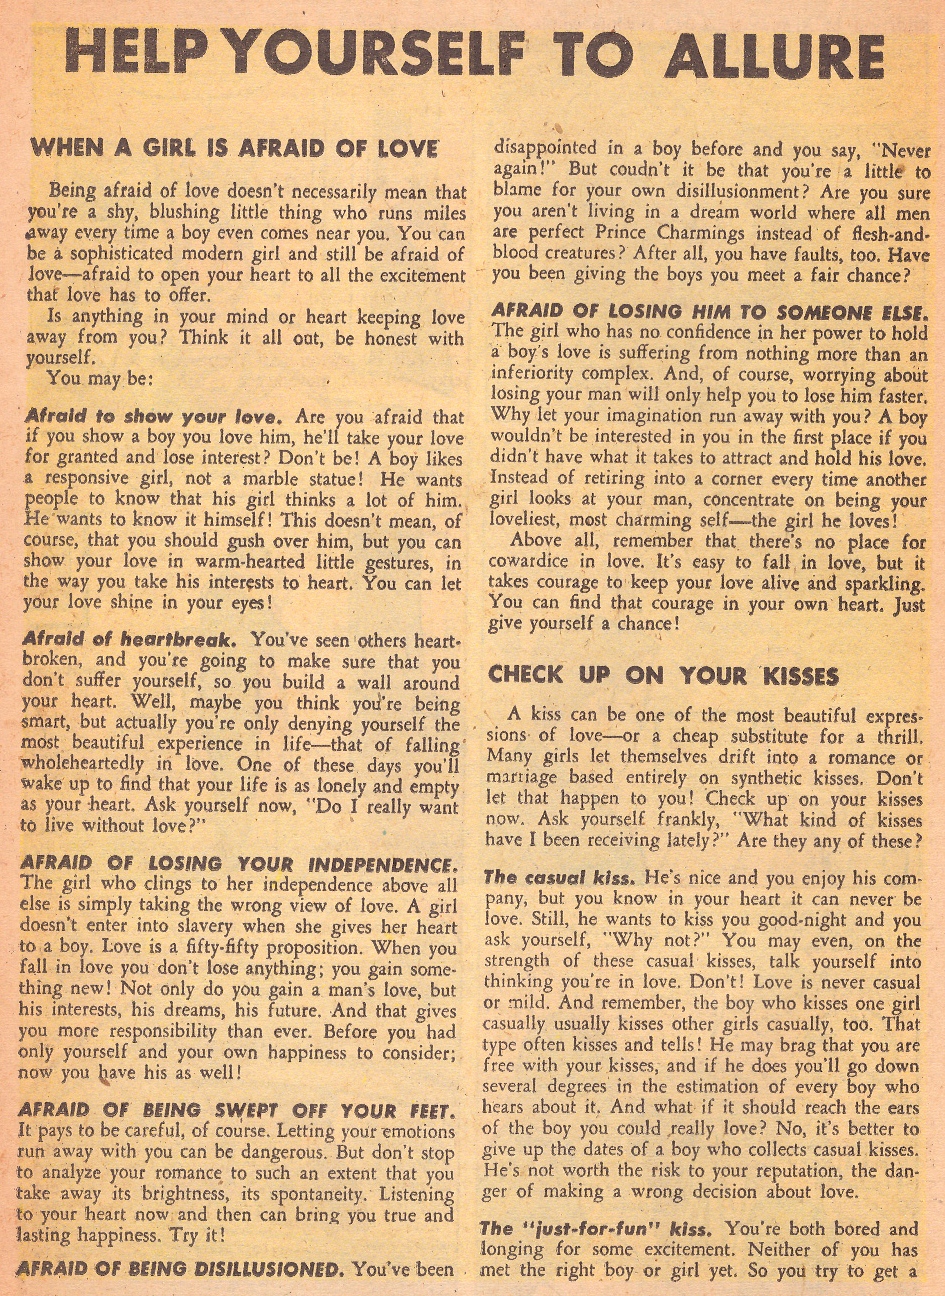 HELP YOURSELF TO ALLURE
WHEN A GIRL IS AFRAID OF LOVE
Being afraid of love doesn't necessarily mean that
you're a shy, blushing little thing who runs miles
away every time a boy even comes near you. You can
be a sophisticated modern girl and still be afraid of
love—afraid to open your heart to all the excitement
that love has to offer.
Is anything in your mind or heart keeping love
away from you? Think it all out, be honest with
yourself.
You may be:
Afraid to show your love. Are you afraid that
if you show a boy you love him, he'll take your love
for granted and lose interest? Don't be! A boy likes
a responsive girl, not a marble statue! He wants
people to know that his girl thinks a lot of him.
He wants to know it himself! This doesn't mean, of
course, that you should gush over him, but you can
show your love in warm-hearted little gestures, in
the way you take his interests to heart. You can let
your love shine in your eyes!
Afraid of heartbreak. You've seen others heart-
broken, and you're going to make sure that you
don't suffer yourself, so you build a wall around
your heart. Well, maybe you think you're being
smart, but actually you're only denying yourself the
most beautiful experience in life—that of falling
wholeheartedly in love. One of these days you'll
wake up to find that your life is as lonely and empty
as your heart. Ask yourself now, "Do I really want
to live without love?"
AFRAID OF LOSING YOUR INDEPENDENCE.
The girl who clings to her independence above all
else is simply taking the wrong view of love. A girl
doesn't enter into slavery when she gives her heart
to a boy. Love is a fifty-fifty proposition. When you
fall in love you don't lose anything; you gain some-
thing new! Not only do you gain a man's love, but
his interests, his dreams, his future. And that gives
you more responsibility than ever. Before you had
only yourself and your own happiness to consider;
now you have his as well!
AFRAID OF BEING SWEPT OFF YOUR FEET.
It pays to be careful, of course. Letting your emotions
run away with you can be dangerous. But don't stop
to analyze your romance to such an extent that you
take away its brightness, its spontaneity. Listening
to your heart now and then can bring you true and
lasting happiness. Try it!
AFRAID OF BEING DISILLUSIONED. You've been
disappointed in a boy before and you say, "Never
again!" But coudn't it be that you're a little to
blame for your own disillusionment? Are you sure
you aren't living in a dream world where all men
are perfect Prince Charmings instead of flesh-and-
blood creatures? After all, you have faults, too. Have
you been giving the boys you meet a fair chance?
AFRAID OF LOSING HIM TO SOMEONE ELSE.
The girl who has no confidence in her power to hold
a boy's love is suffering from nothing more than an
inferiority complex. And, of course, worrying about
losing your man will only help you to lose him faster.
Why let your imagination run away with you? A boy
wouldn't be interested in you in the first place if you
didn't have what it takes to attract and hold his love.
Instead of retiring into a corner every time another
girl looks at your man, concentrate on being your
loveliest, most charming self—the girl he loves!
Above all, remember that there's no place for
cowardice in love. It's easy to fall in love, but it
takes courage to keep your love alive and sparkling.
You can find that courage in your own heart. Just
give yourself a chance!
CHECK UP ON YOUR KISSES
A kiss can be one of the most beautiful expres-
sions of love—or a cheap substitute for a thrill.
Many girls let themselves drift into a romance or
marriage based entirely on synthetic kisses. Don't
let that happen to you! Check up on your kisses
now. Ask yourself frankly, "What kind of kisses
have I been receiving lately?" Are they any of these?
The casual kiss. He's nice and you enjoy his com-
pany, but you know in your heart it can never be
love. Still, he wants to kiss you good-night and you
ask yourself, "Why not?" You may even, on the
strength of these casual kisses, talk yourself into
thinking you're in love. Don't! Love is never casual
or mild. And remember, the boy who kisses one girl
casually usually kisses other girls casually, too. That
type often kisses and tells! He may brag that you are
free with your kisses, and if he does you'll go down
several degrees in the estimation of every boy who
hears about it. And what if it should reach the ears
of the boy you could really love? No, it's better to
give up the dates of a boy who collects casual kisses.
He's not worth the risk to your reputation, the dan-
ger of making a wrong decision about love.
The "just-for-fun" kiss. You're both bored and
longing for some excitement. Neither of you has
met the right boy or girl yet. So you try to get a